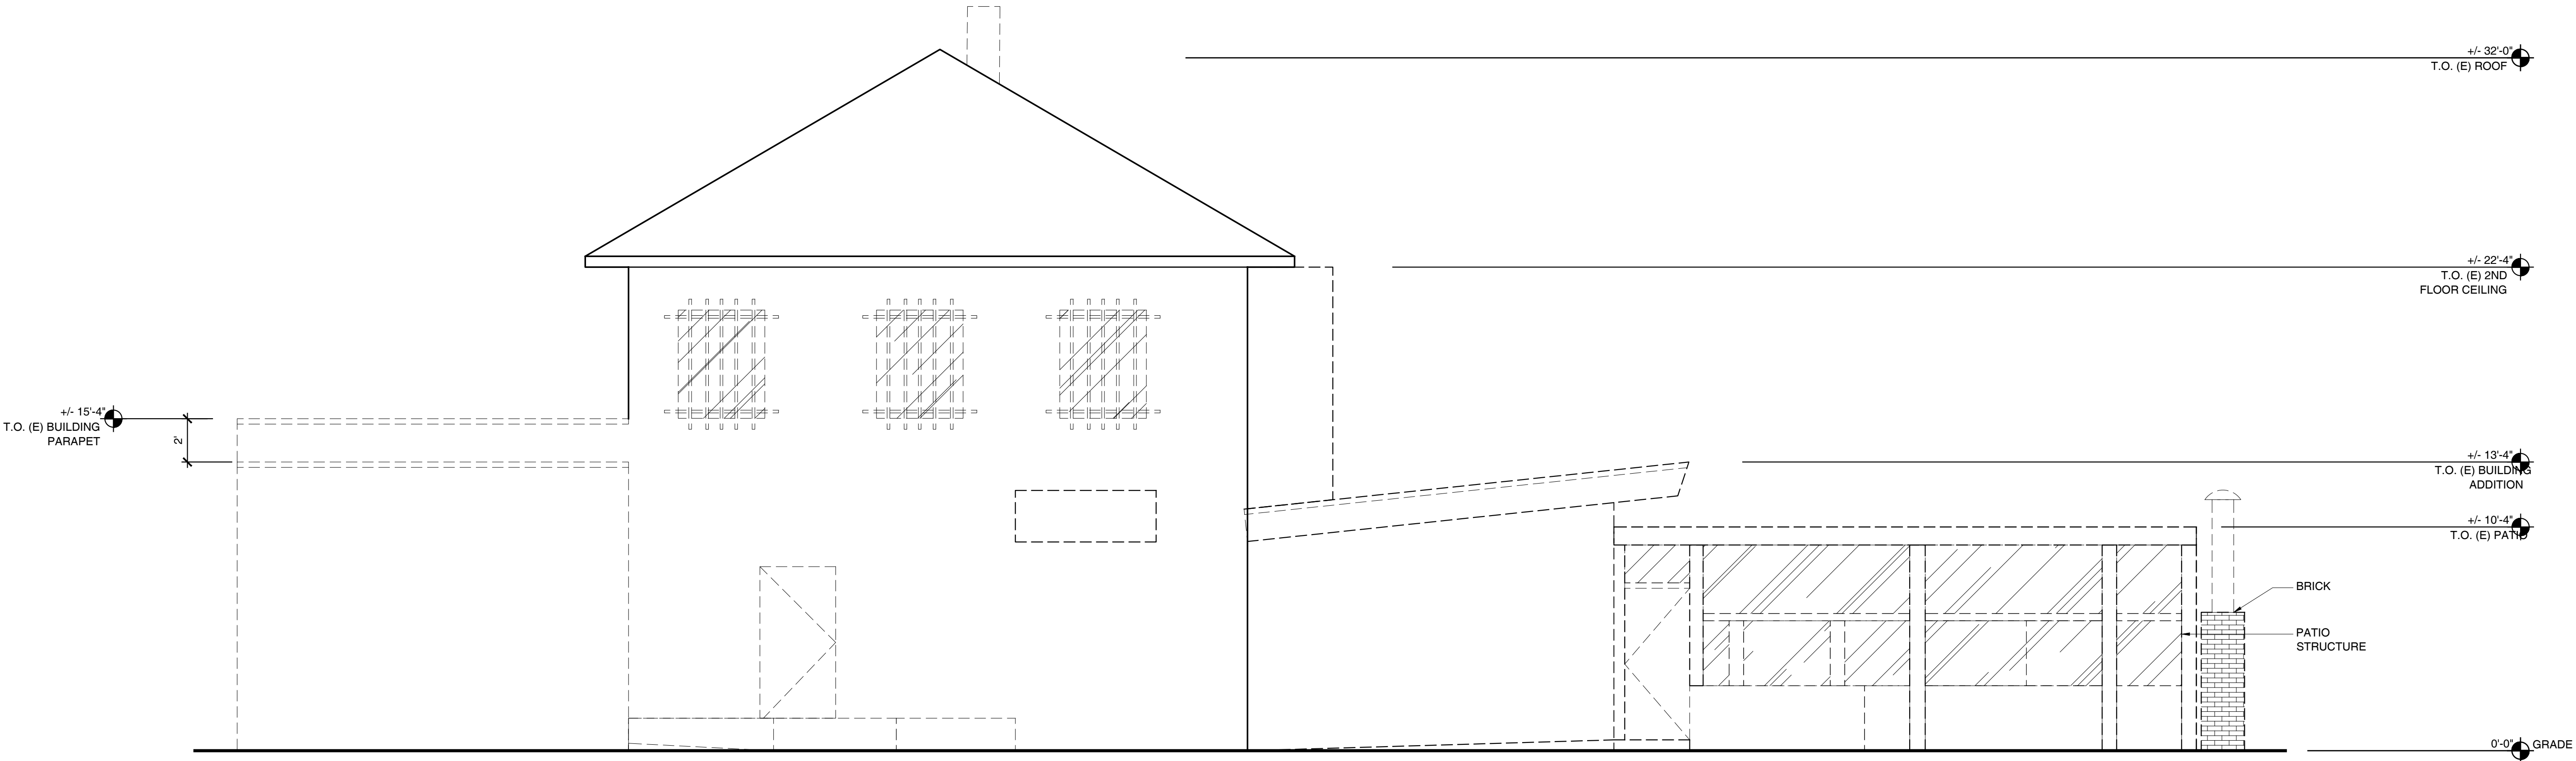 +/- 32'-0"
T.O. (E) ROOF
+/- 22'-4"
T.O. (E) 2ND
FLOOR CEILING
+/- 15'-4"
T.O. (E) BUILDING
PARAPET
2'
+/- 13'-4"
T.O. (E) BUILDING
ADDITION
+/- 10'-4"
T.O. (E) PATIO
BRICK
PATIO
STRUCTURE
0'-0" GRADE